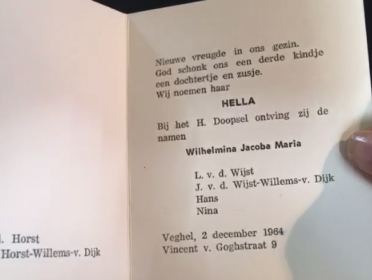 l. Horst
Horst-Willems-v. Dijk
Nieuwe vreugde in ons gezin.
God schonk ons een derde kindje
een dochtertje en zusje.
Wij noemen haar
HELLA
Bij het H. Doopsel ontving zij de
namen
Wilhelmina Jacoba Maria
L. v. d. Wijst
J. v. d. Wijst-Willems-v. Dijk
Hans
Nina
Veghel, 2 december 1964
Vincent v. Goghstraat 9